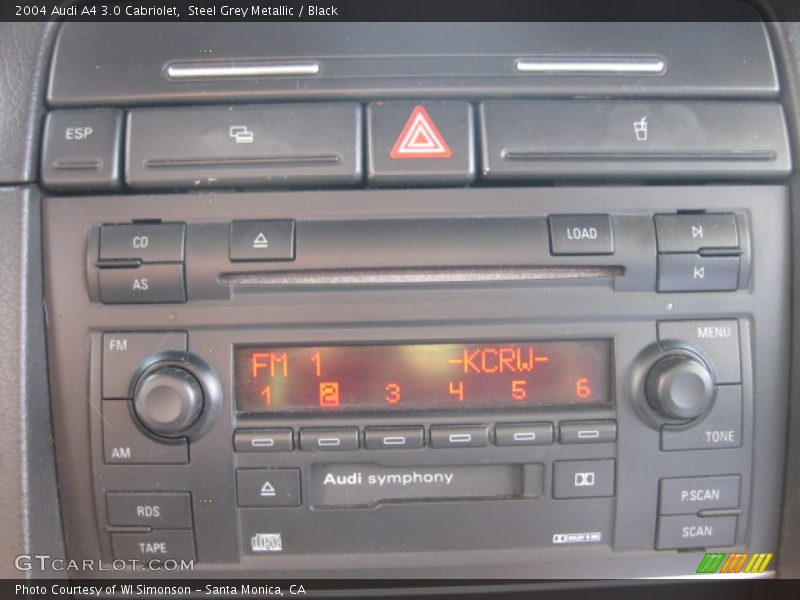 2004 Audi A4 3.0 Cabriolet, Steel Grey Metallic / Black
ESP
CD
LOAD
AS
FM
MENU
FM 1 -KCRW-
1 2 3 4 5 6
AM
TONE
Audi symphony
RDS
P.SCAN
TAPE
SCAN
GTCARLOT.COM
Photo Courtesy of WI Simonson - Santa Monica, CA